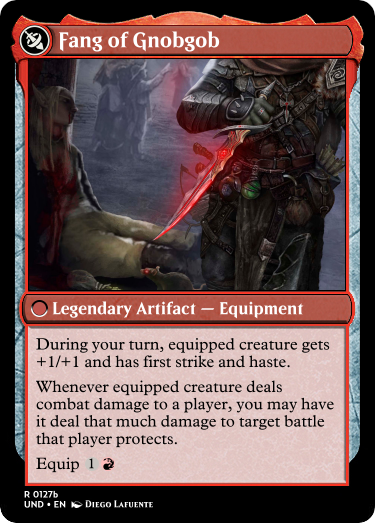 Fang of Gnobgob
Legendary Artifact — Equipment
During your turn, equipped creature gets
+1/+1 and has first strike and haste.
Whenever equipped creature deals
combat damage to a player, you may have
it deal that much damage to target battle
that player protects.
Equip 1
R 0127b
UND • EN Diego Lafuente